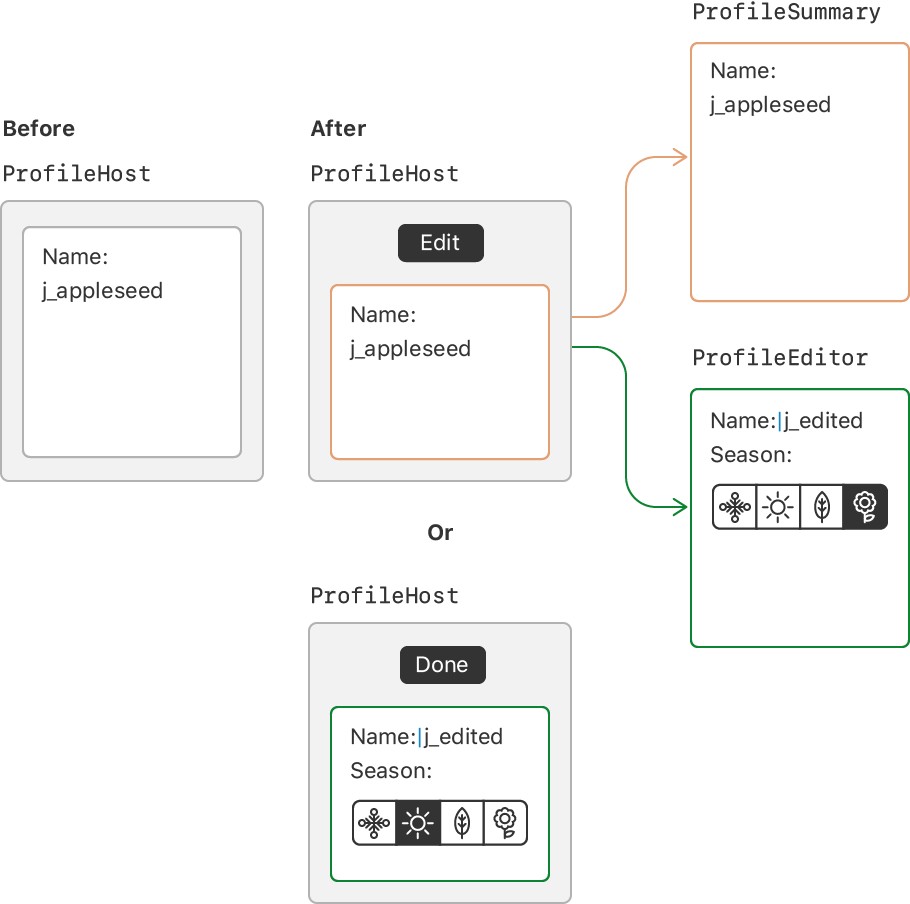 Before
ProfileHost
Name:
j_appleseed
After
ProfileHost
Edit
Name:
j_appleseed
Or
ProfileHost
Done
Name:j_edited
Season:
ProfileSummary
Name:
j_appleseed
ProfileEditor
Name:j_edited
Season: